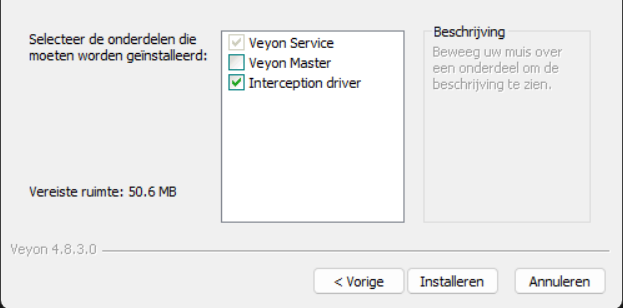 Selecteer de onderdelen die
moeten worden geïnstalleerd:
Veyon Service
Veyon Master
Interception driver
Beschrijving
Beweeg uw muis over
een onderdeel om de
beschrijving te zien.
Vereiste ruimte: 50.6 MB
Veyon 4.8.3.0
< Vorige
Installeren
Annuleren